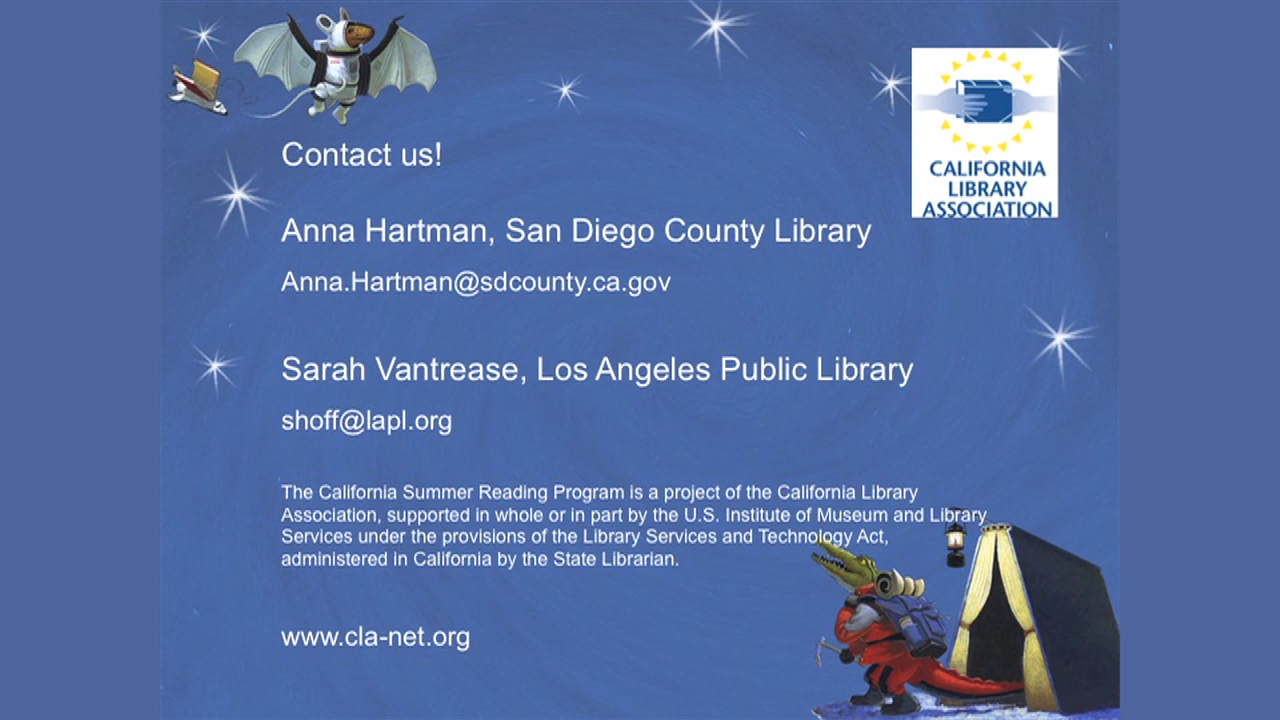 CALIFORNIA
LIBRARY
ASSOCIATION
Contact us!
Anna Hartman, San Diego County Library
Anna.Hartman@sdcounty.ca.gov
Sarah Vantrease, Los Angeles Public Library
shoff@lapl.org
The California Summer Reading Program is a project of the California Library
Association, supported in whole or in part by the U.S. Institute of Museum and Library
Services under the provisions of the Library Services and Technology Act,
administered in California by the State Librarian.
www.cla-net.org